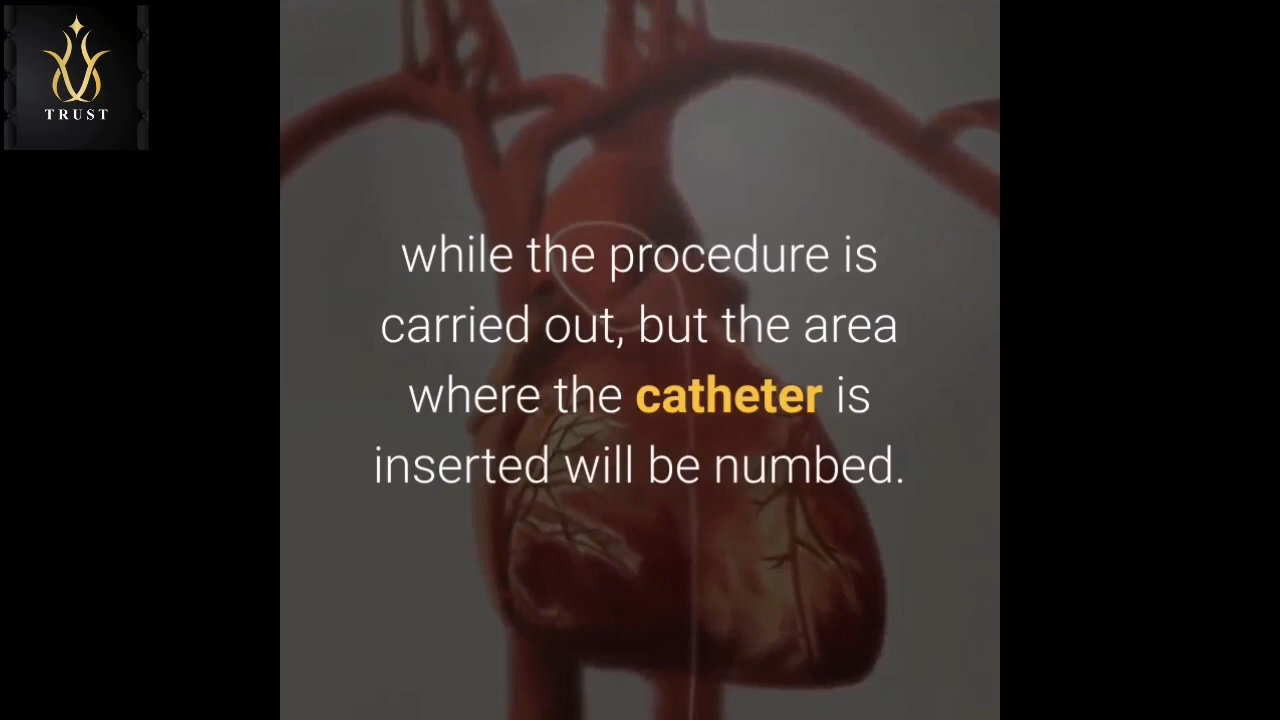 TRUST
while the procedure is
carried out, but the area
where the catheter is
inserted will be numbed.